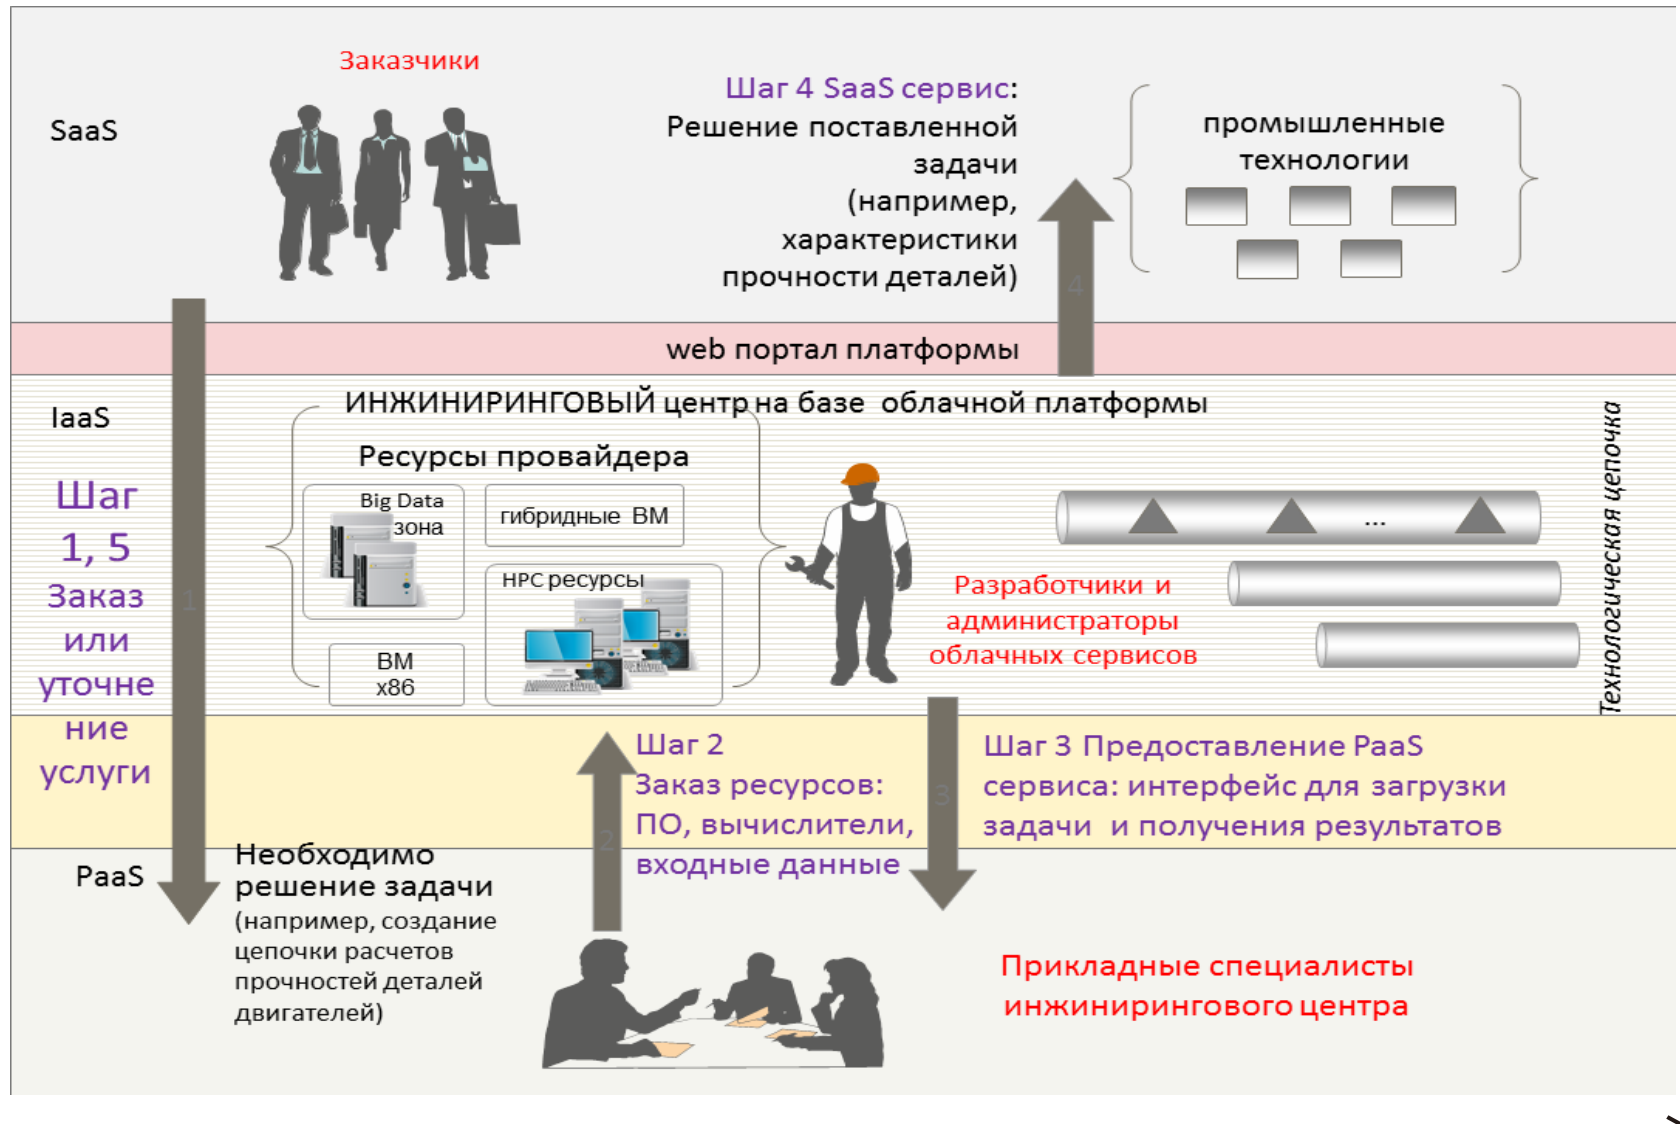 Заказчики
SaaS
Шаг 4 SaaS сервис:
Решение поставленной
задачи
(например,
характеристики
прочности деталей)
4
промышленные
технологии
web портал платформы
IaaS
ИНЖИНИРИНГОВЫЙ центр на базе облачной платформы
Ресурсы провайдера
Big Data
зона
гибридные ВМ
HPC ресурсы
ВМ
x86
Шаг
1, 5
Заказ
или
уточне
ние
услуги
1
Разработчики и
администраторы
облачных сервисов
...
Технологическая цепочка
Шаг 2
Заказ ресурсов:
ПО, вычислители,
входные данные
2
3
Шаг 3 Предоставление PaaS
сервиса: интерфейс для загрузки
задачи и получения результатов
PaaS
Необходимо
решение задачи
(например, создание
цепочки расчетов
прочностей деталей
двигателей)
Прикладные специалисты
инжинирингового центра